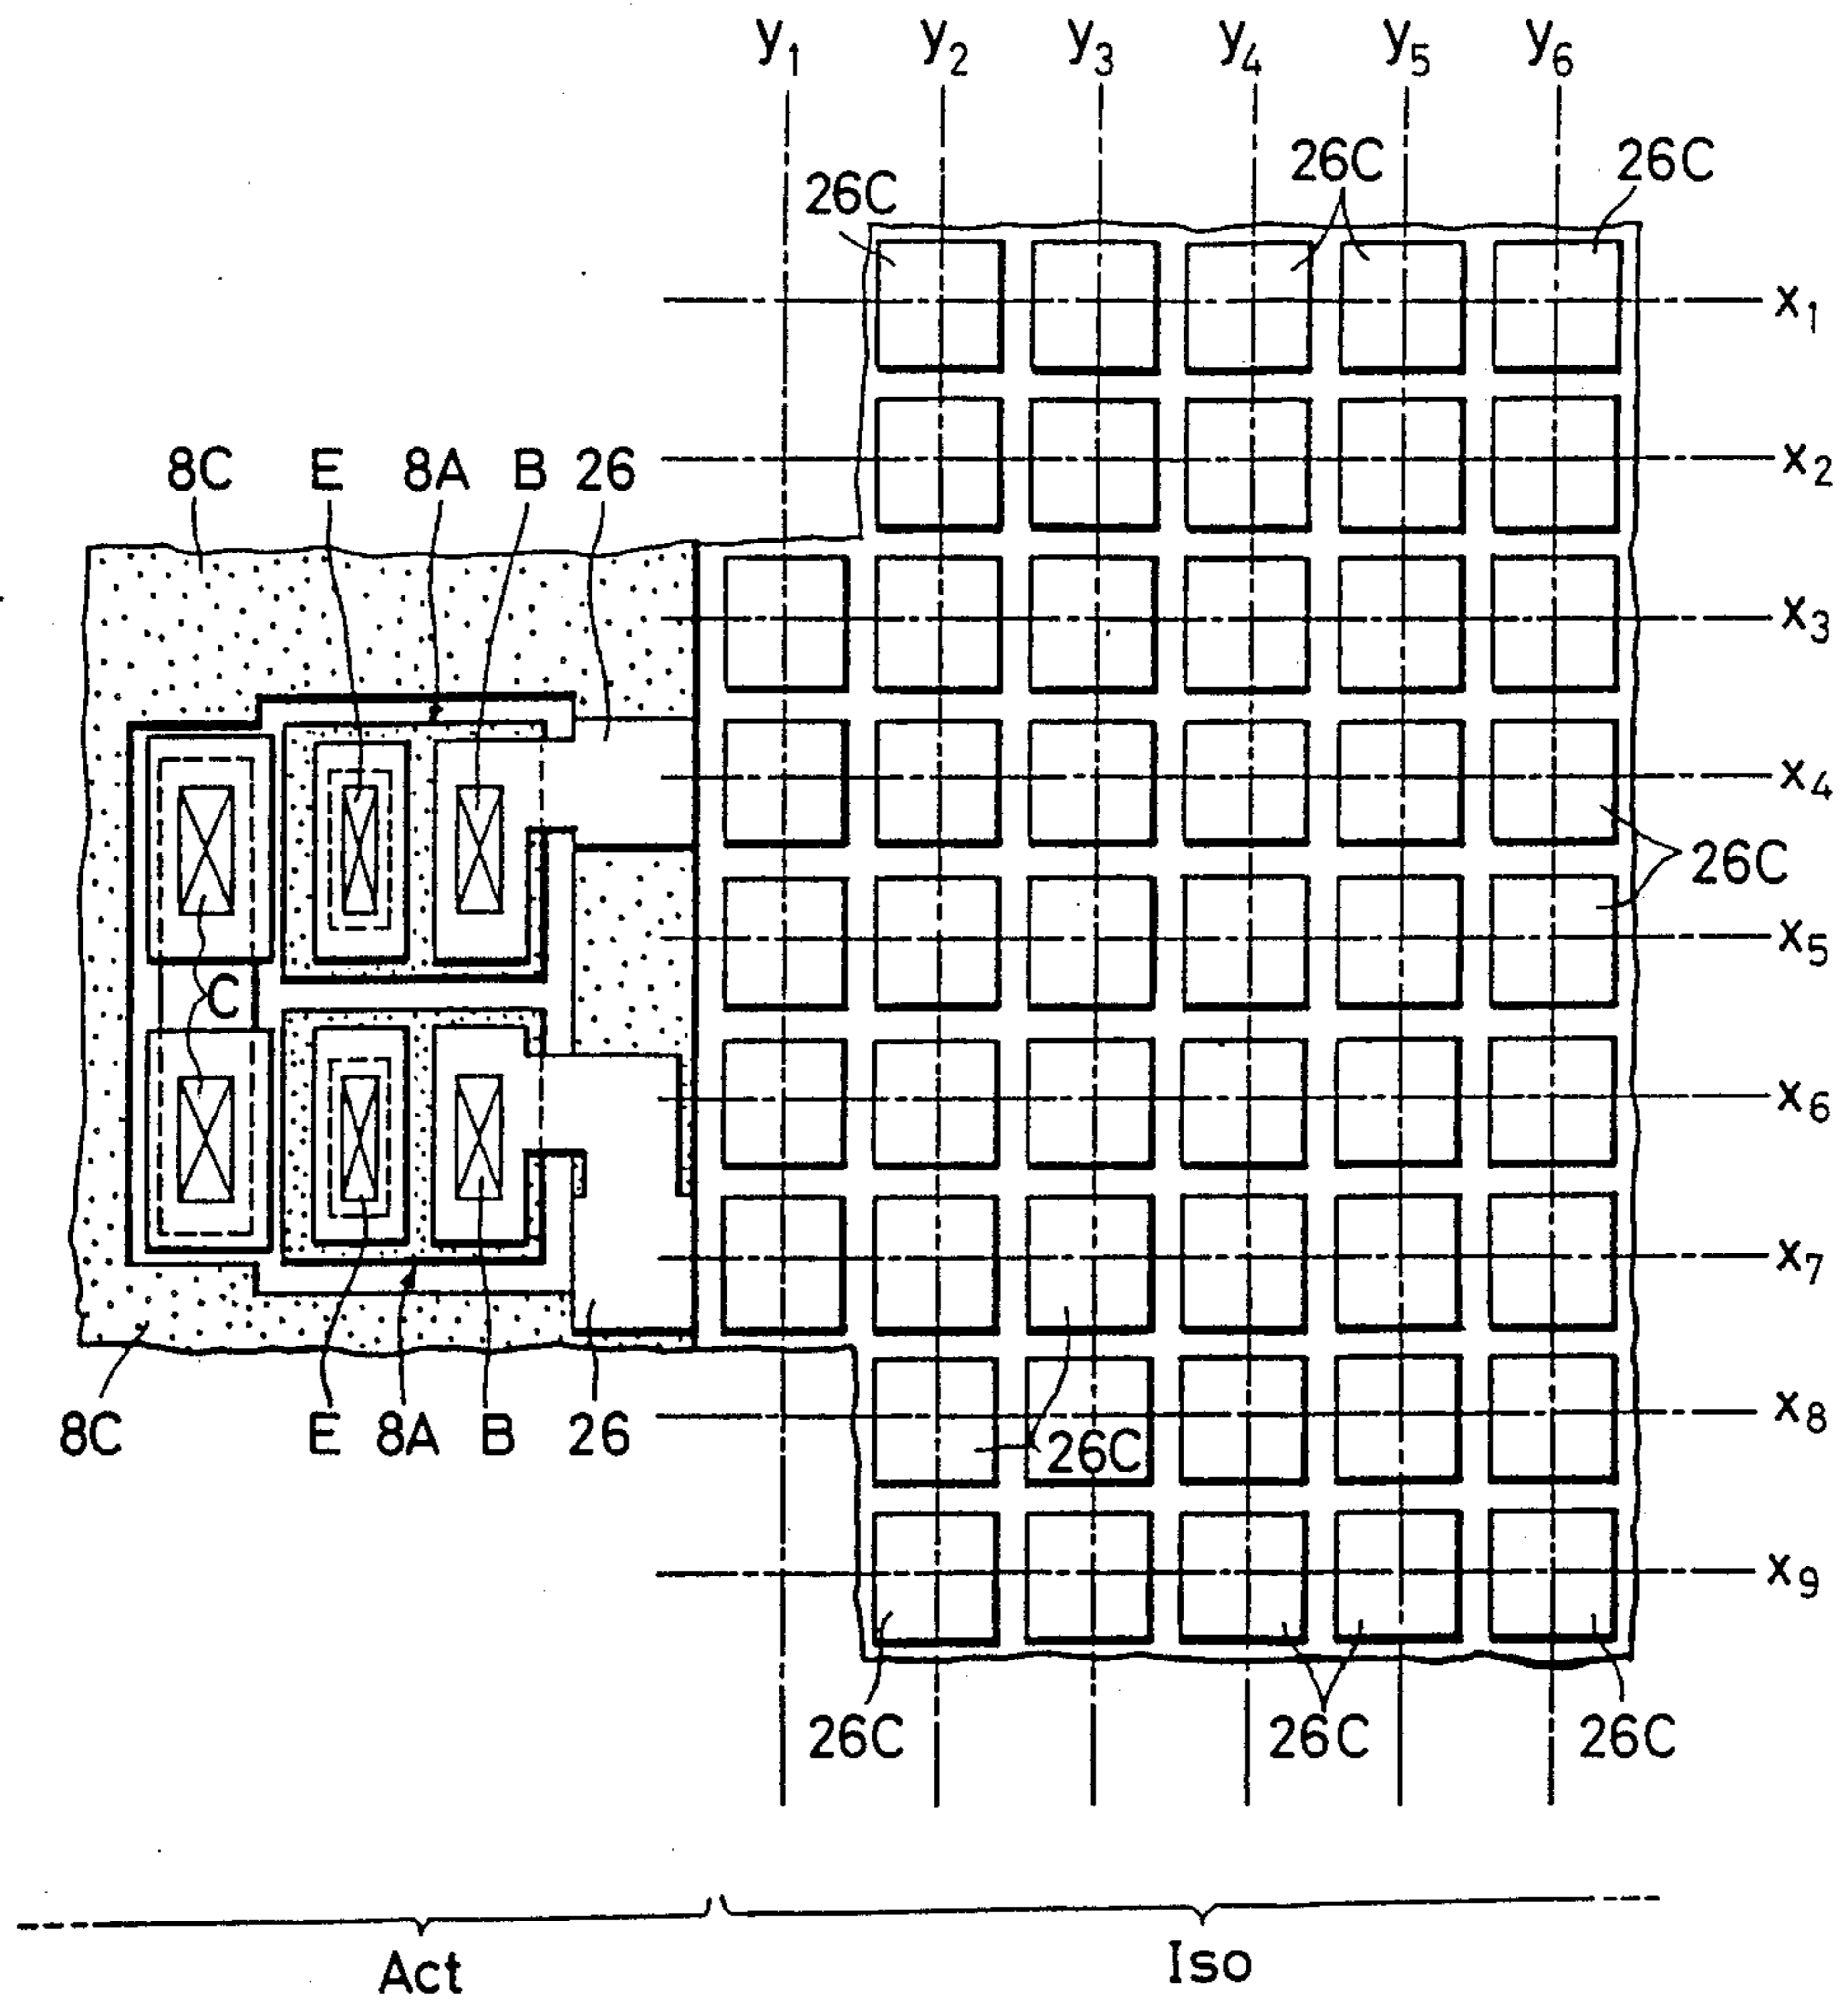 y₁ y₂ y₃ y₄ y₅ y₆
26C 26C 26C
x₁
x₂
8C E 8A B 26
x₃
x₄
26C
x₅
C
x₆
x₇
x₈
8C E 8A B 26
26C
x₉
26C 26C 26C
Act Iso